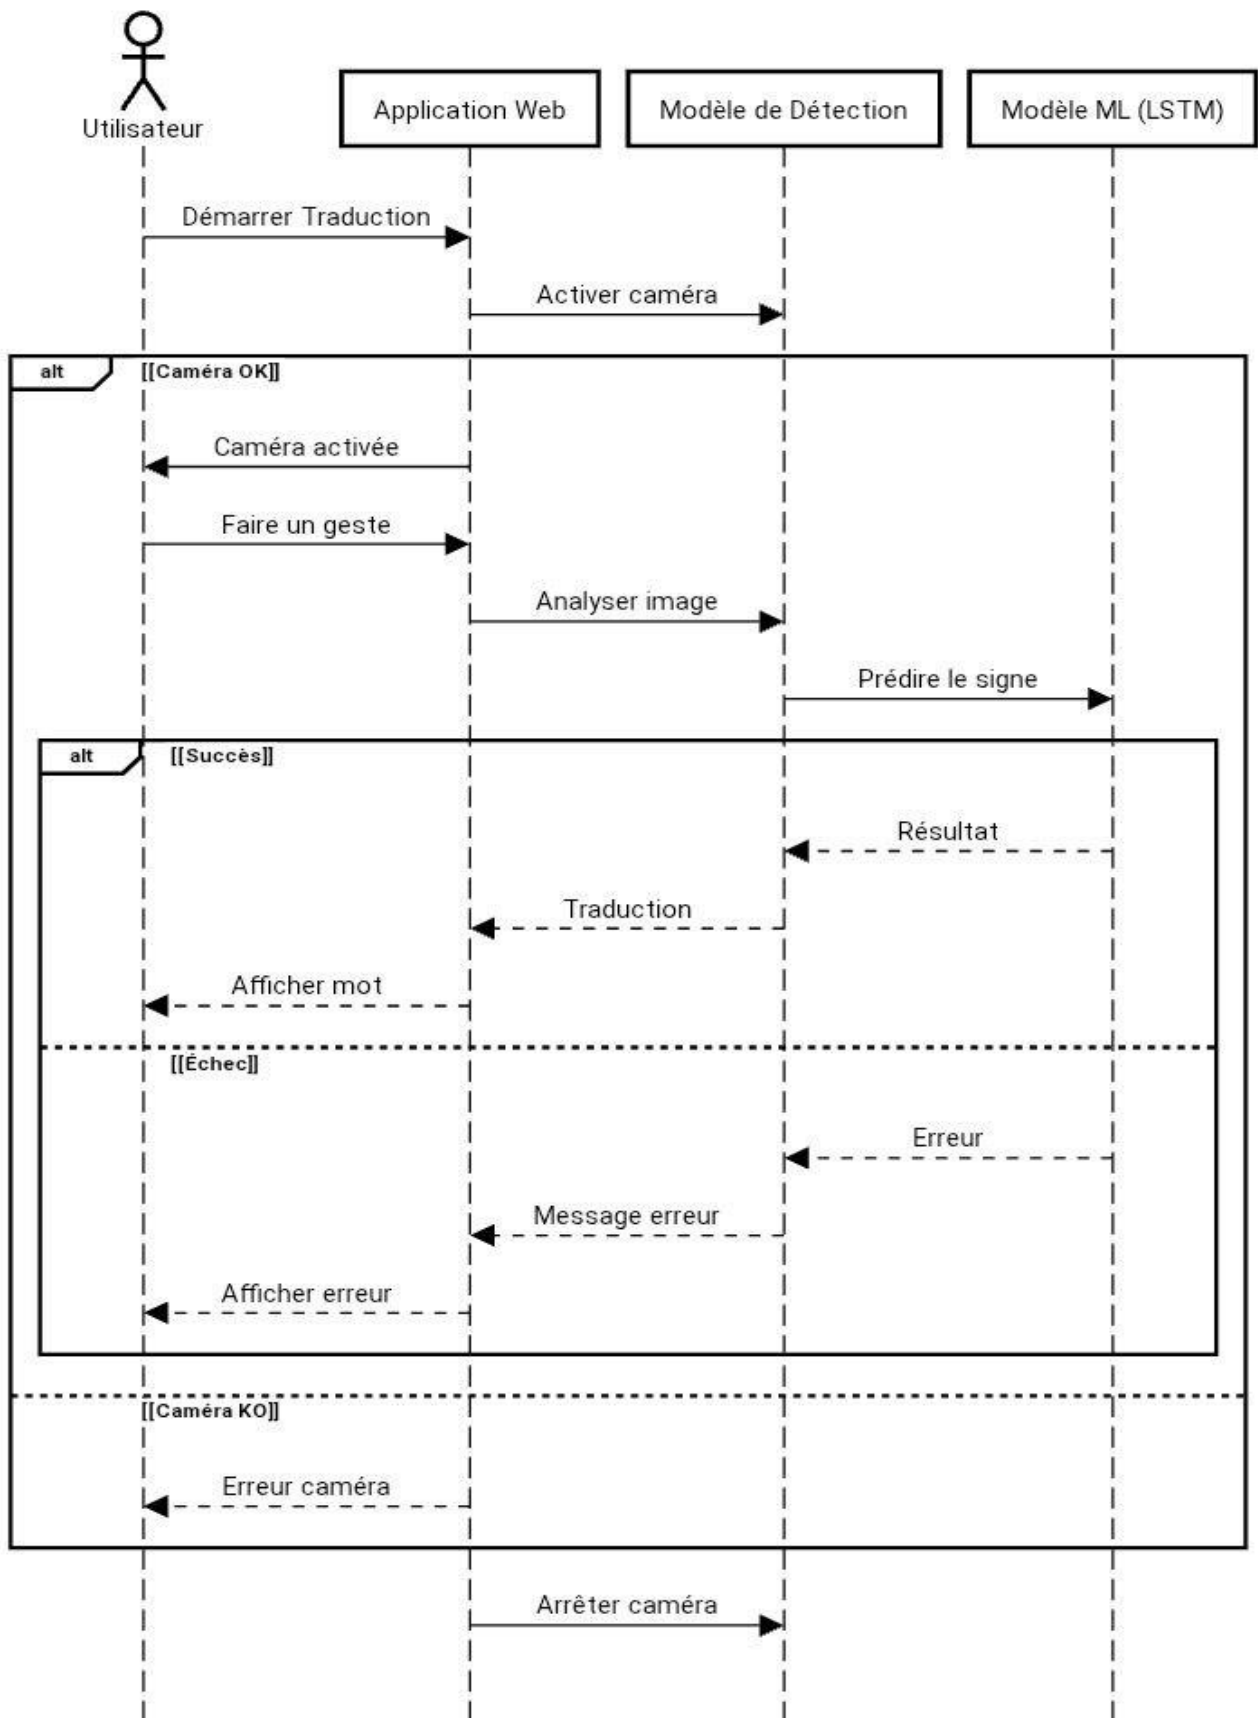 Utilisateur
Application Web
Modèle de Détection
Modèle ML (LSTM)
Démarrer Traduction
Activer caméra
alt
[[Caméra OK]]
Caméra activée
Faire un geste
Analyser image
Prédire le signe
alt
[[Succès]]
Résultat
Traduction
Afficher mot
[[Échec]]
Erreur
Message erreur
Afficher erreur
[[Caméra KO]]
Erreur caméra
Arrêter caméra